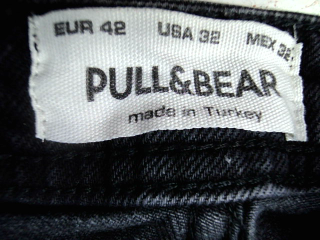 EUR 42 USA 32 MEX 32
PULL&BEAR
made in Turkey